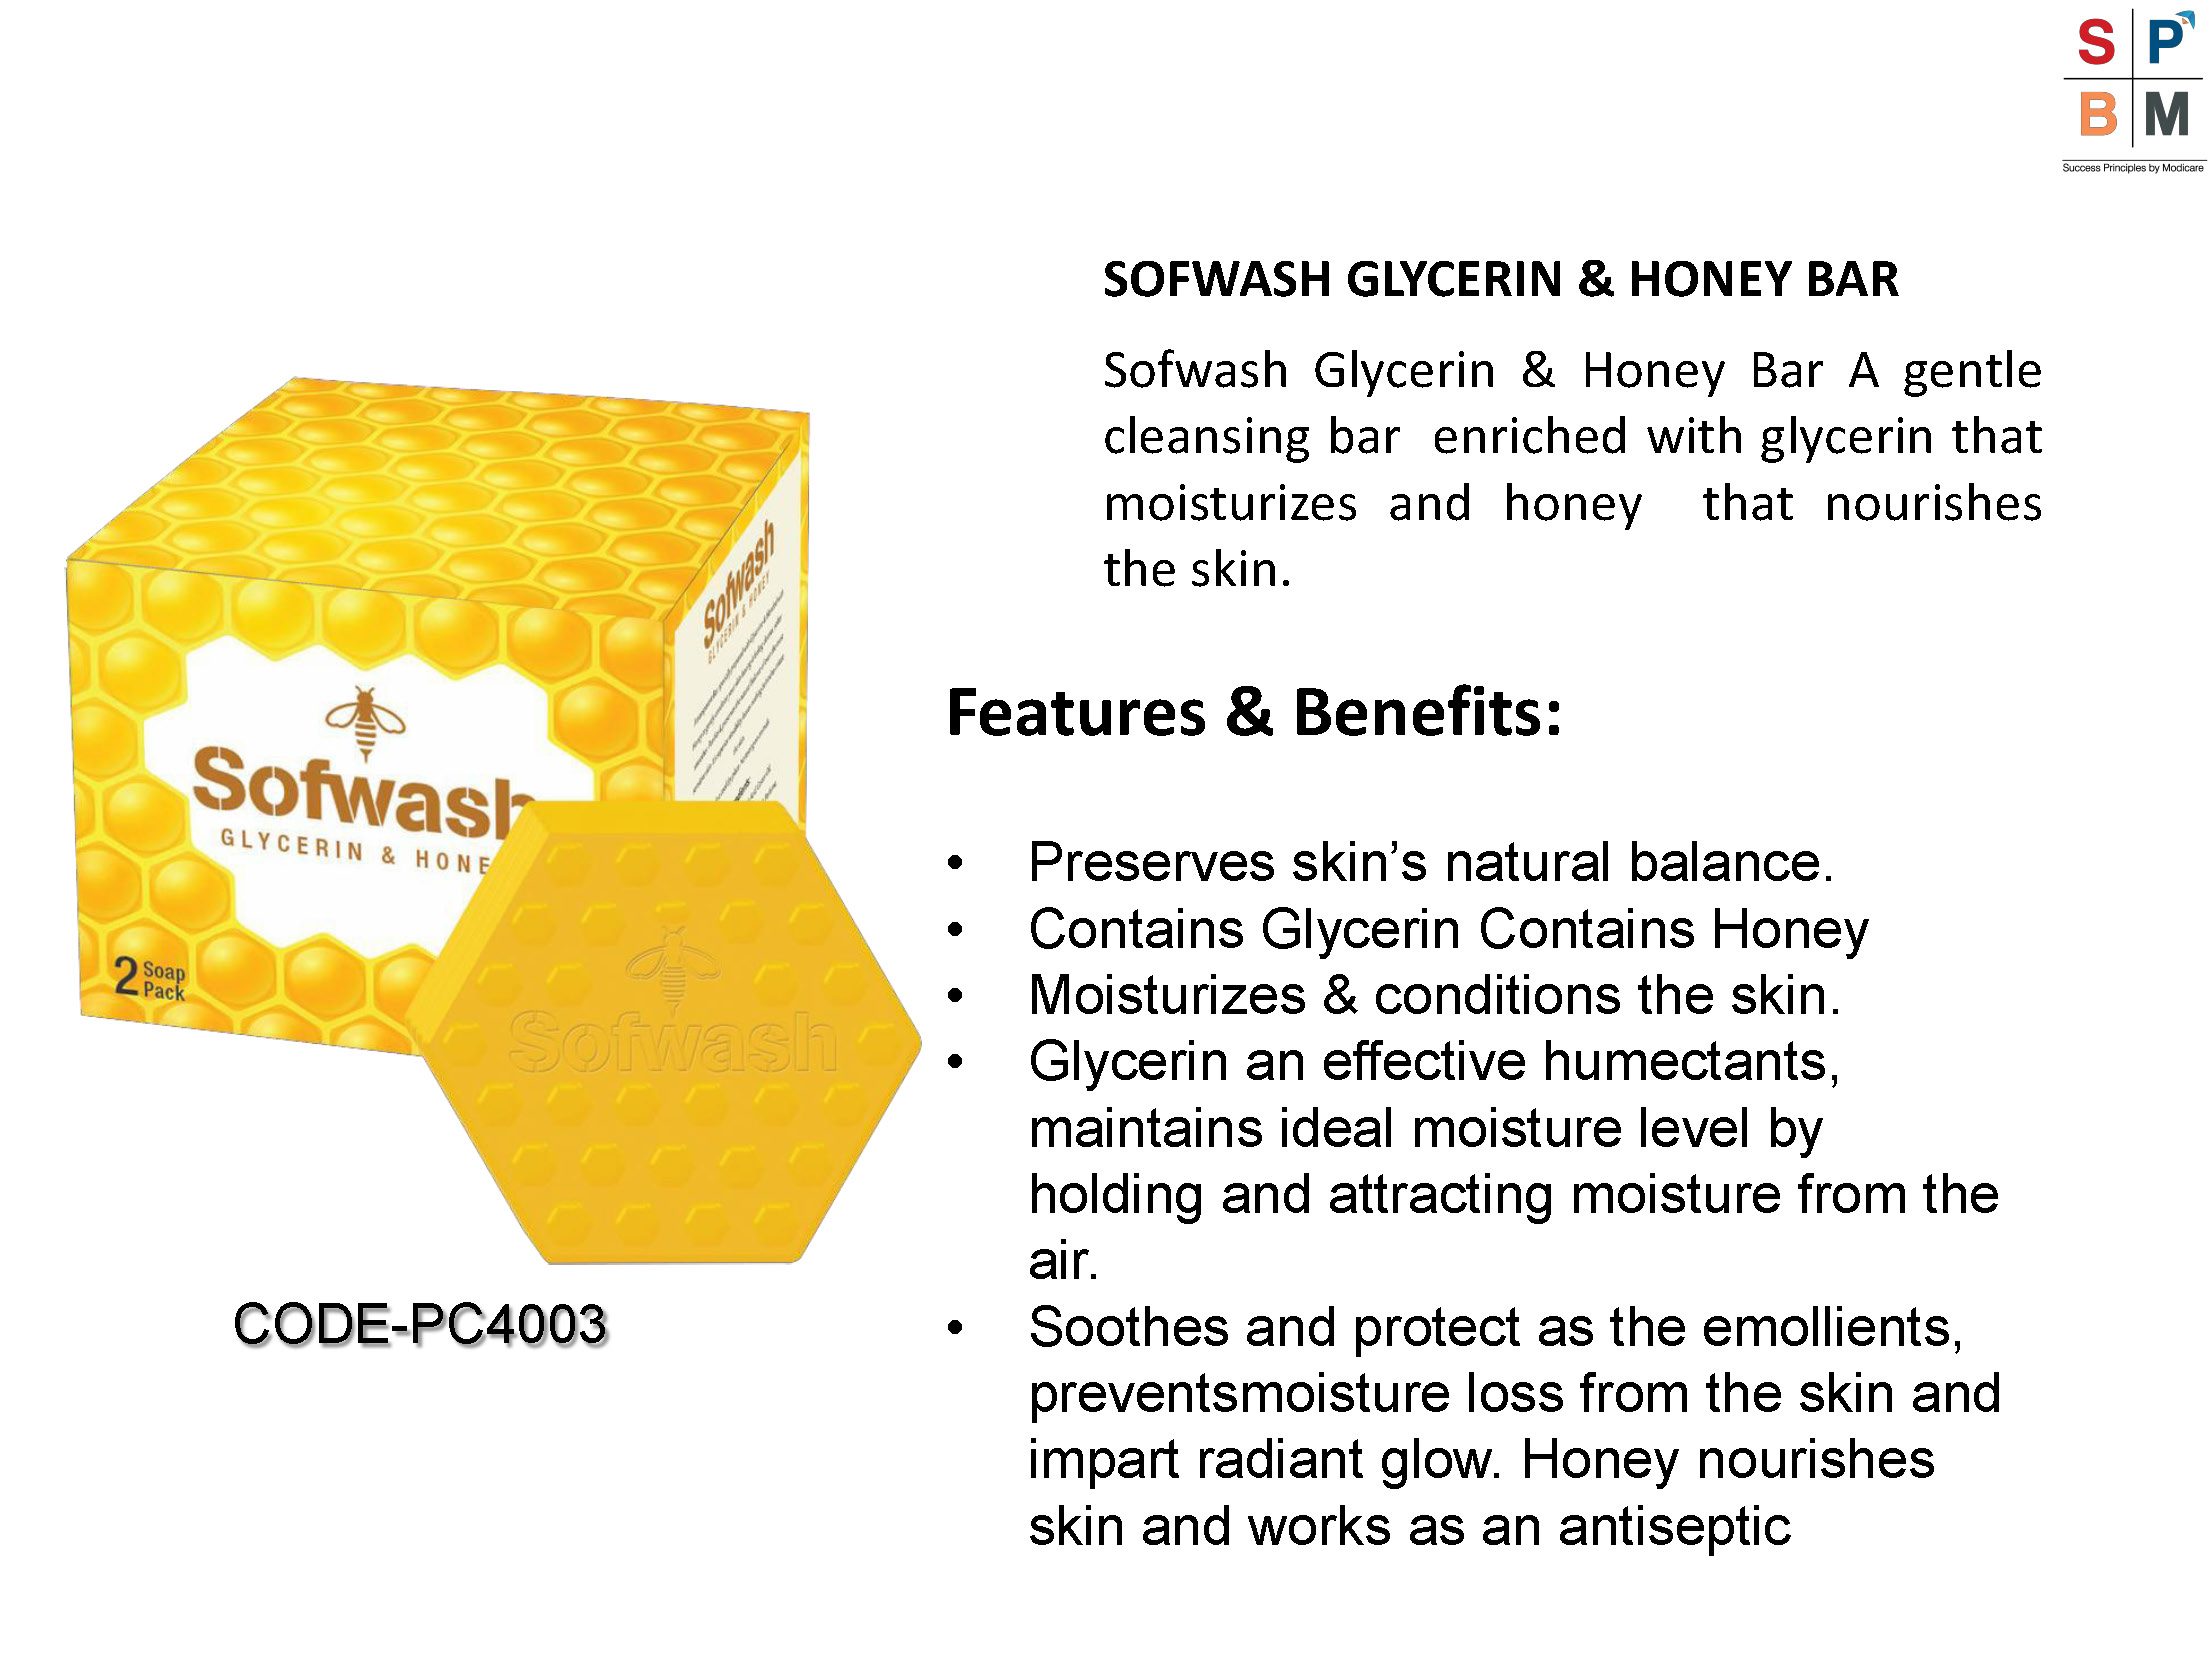 S P
B M
Success Principles by Modicare
SOFWASH GLYCERIN & HONEY BAR
Sofwash Glycerin & Honey Bar A gentle
cleansing bar enriched with glycerin that
moisturizes and honey that nourishes
the skin.
Sofwash
GLYCERIN & HONEY
Sofwash
GLYCERIN & HONE
2 Soap
Pack
Sofwash
CODE-PC4003
Features & Benefits:
• Preserves skin’s natural balance.
• Contains Glycerin Contains Honey
• Moisturizes & conditions the skin.
• Glycerin an effective humectants,
maintains ideal moisture level by
holding and attracting moisture from the
air.
• Soothes and protect as the emollients,
preventsmoisture loss from the skin and
impart radiant glow. Honey nourishes
skin and works as an antiseptic